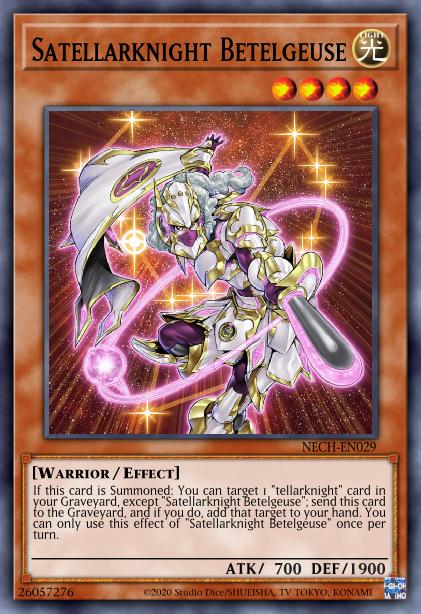 Satellarknight Betelgeuse
LIGHT
光
NECH-EN029
[Warrior / Effect]
If this card is Summoned: You can target 1 "tellarknight" card in
your Graveyard, except "Satellarknight Betelgeuse"; send this card
to the Graveyard, and if you do, add that target to your hand. You
can only use this effect of "Satellarknight Betelgeuse" once per
turn.
ATK/ 700 DEF/1900
26057276
©2020 Studio Dice/SHUEISHA, TV TOKYO, KONAMI